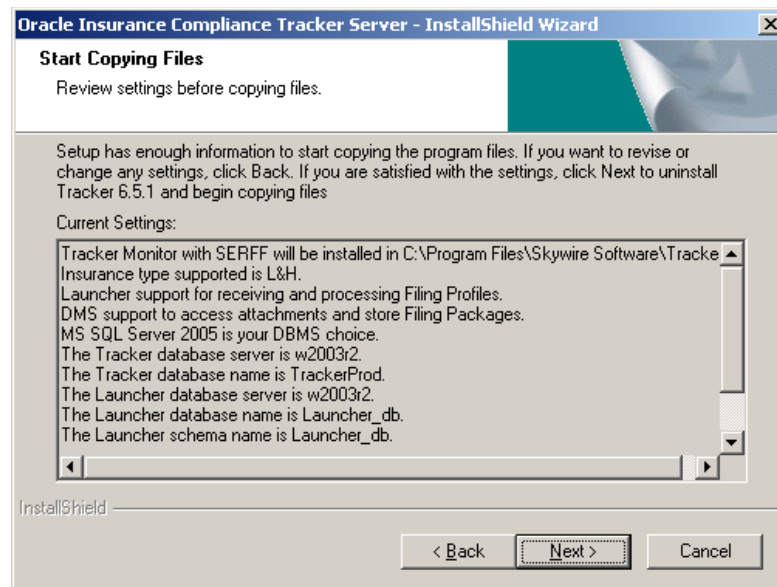 Oracle Insurance Compliance Tracker Server - InstallShield Wizard
Start Copying Files
Review settings before copying files.
Setup has enough information to start copying the program files. If you want to revise or
change any settings, click Back. If you are satisfied with the settings, click Next to uninstall
Tracker 6.5.1 and begin copying files
Current Settings:
Tracker Monitor with SERFF will be installed in C:\Program Files\Skywire Software\Tracke
Insurance type supported is L&H.
Launcher support for receiving and processing Filing Profiles.
DMS support to access attachments and store Filing Packages.
MS SQL Server 2005 is your DBMS choice.
The Tracker database server is w2003r2.
The Tracker database name is TrackerProd.
The Launcher database server is w2003r2.
The Launcher database name is Launcher_db.
The Launcher schema name is Launcher_db.
InstallShield
< Back Next > Cancel